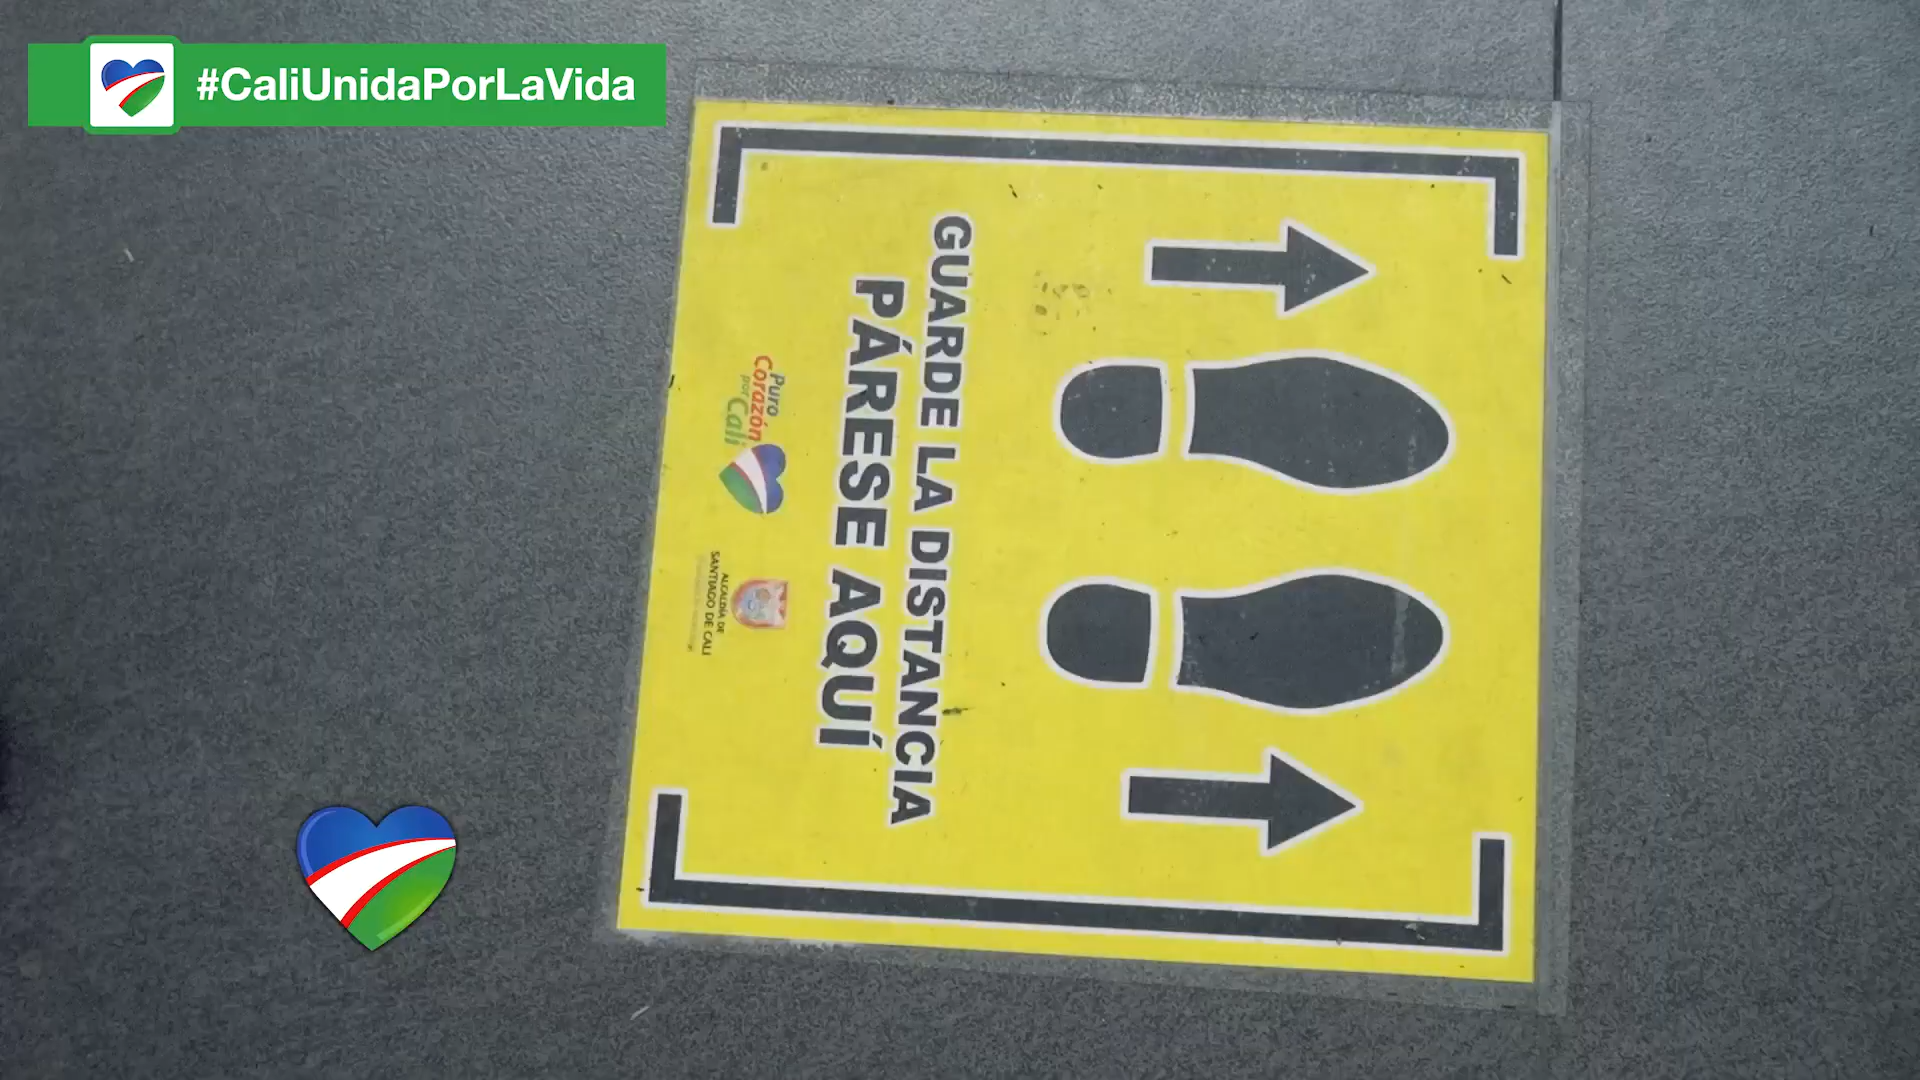 #CaliUnidaPorLaVida
GUARDE LA DISTANCIA
PÁRESE AQUÍ
Puro
Corazón
por Cali
ALCALDÍA DE
SANTIAGO DE CALI